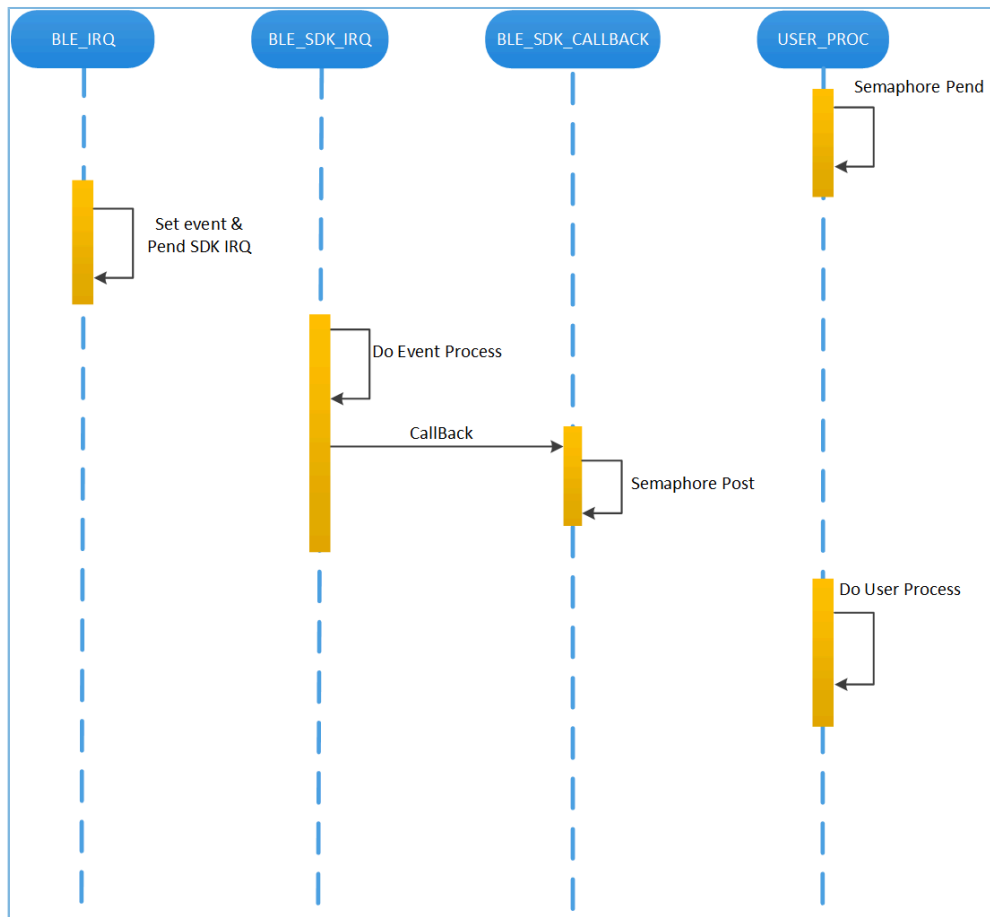 BLE_IRQ
BLE_SDK_IRQ
BLE_SDK_CALLBACK
USER_PROC
Semaphore Pend
Set event &
Pend SDK IRQ
Do Event Process
CallBack
Semaphore Post
Do User Process